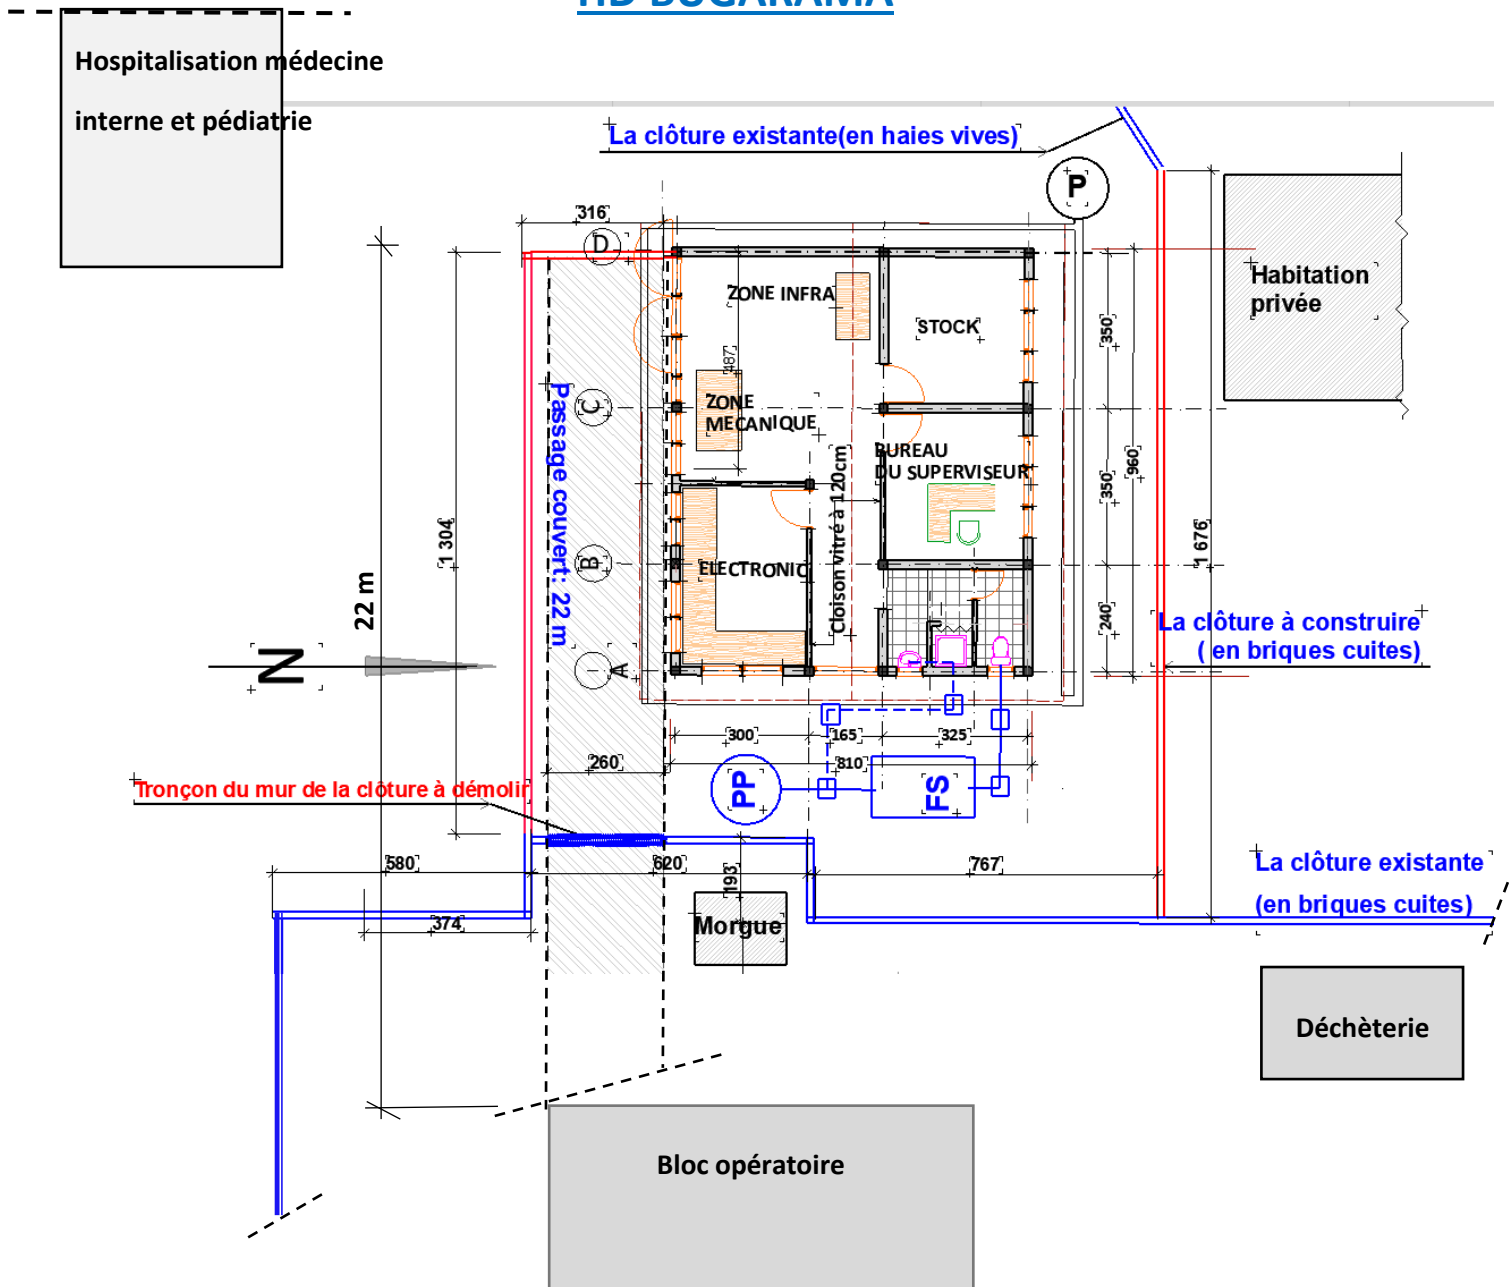 HD BUGARAMA
Hospitalisation médecine
interne et pédiatrie
La clôture existante(en haies vives)
P
316
D
ZONE INFRA
STOCK
Habitation
privée
350
487
C
ZONE
MECANIQUE
Passage couvert: 22 m
BUREAU
DU SUPERVISEUR
960
350
1 304
1 676
Cloison vitré à 120cm
B
ELECTRONIC
22 m
240
La clôture à construire
( en briques cuites)
N
A
300
165
325
260
810
Tronçon du mur de la clôture à démolir
PP
FS
580
620
193
767
La clôture existante
(en briques cuites)
374
Morgue
Déchèterie
Bloc opératoire